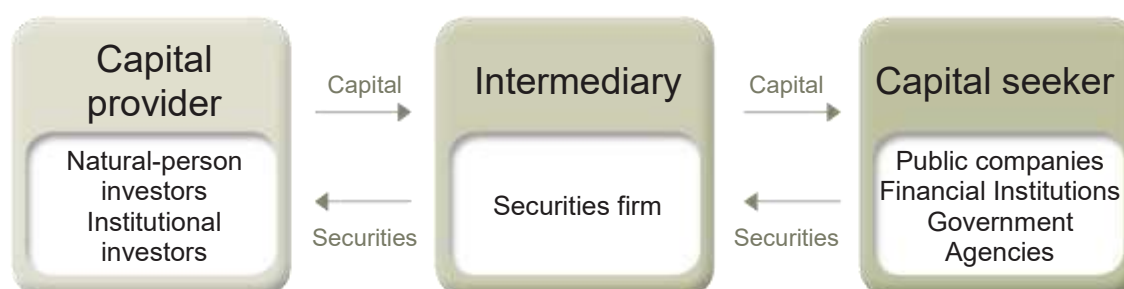 Capital
provider
Natural-person
investors
Institutional
investors
Capital
Securities
Intermediary
Securities firm
Capital
Securities
Capital seeker
Public companies
Financial Institutions
Government
Agencies